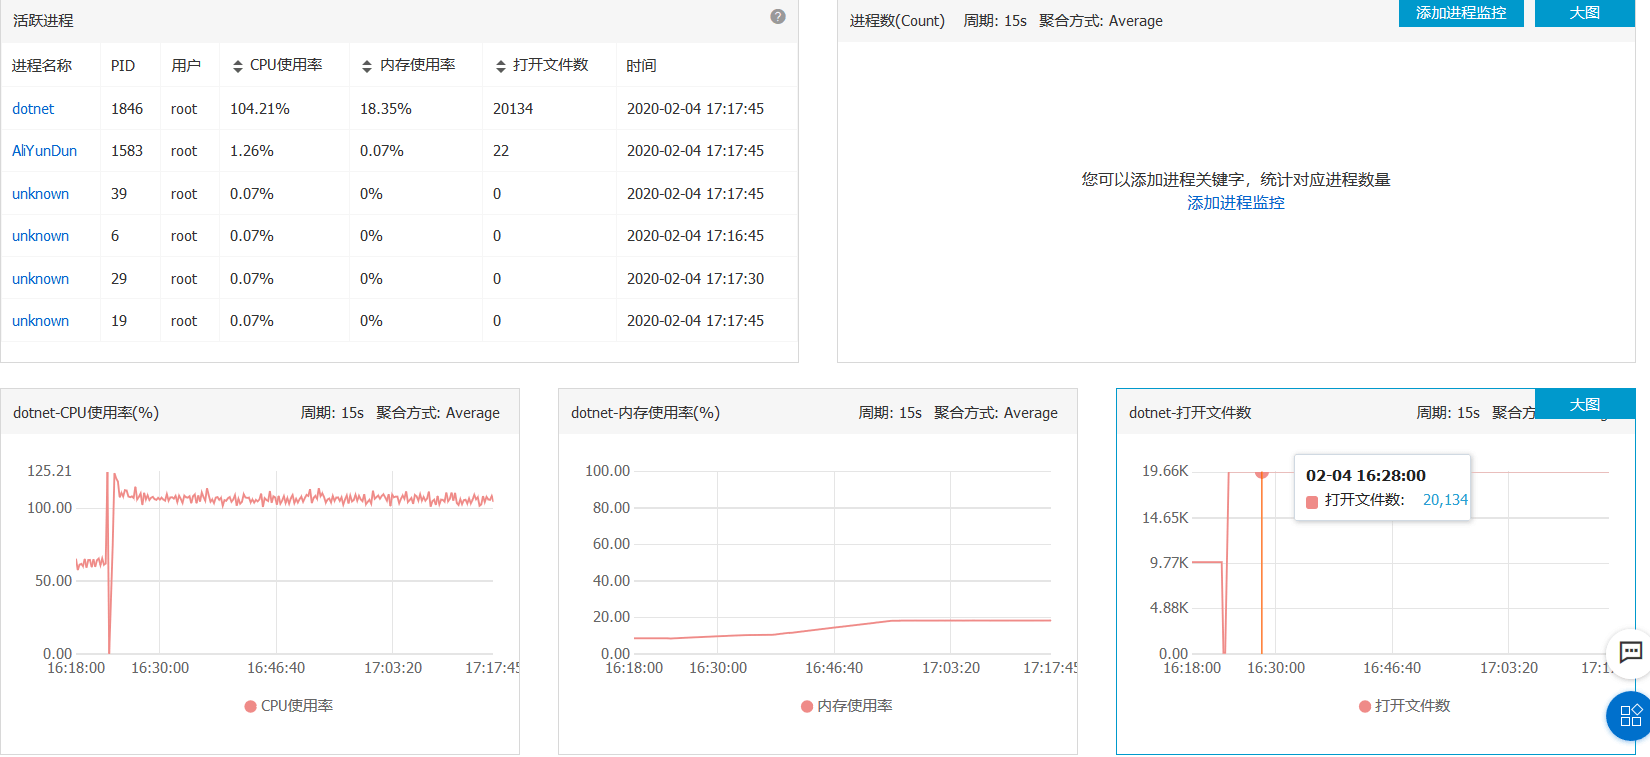 活跃进程
?
进程名称 PID 用户 CPU使用率 内存使用率 打开文件数 时间
dotnet 1846 root 104.21% 18.35% 20134 2020-02-04 17:17:45
AliYunDun 1583 root 1.26% 0.07% 22 2020-02-04 17:17:45
unknown 39 root 0.07% 0% 0 2020-02-04 17:17:45
unknown 6 root 0.07% 0% 0 2020-02-04 17:16:45
unknown 29 root 0.07% 0% 0 2020-02-04 17:17:30
unknown 19 root 0.07% 0% 0 2020-02-04 17:17:45
进程数(Count) 周期: 15s 聚合方式: Average
添加进程监控 大图
您可以添加进程关键字，统计对应进程数量
添加进程监控
dotnet-CPU使用率(%) 周期: 15s 聚合方式: Average
125.21
100.00
50.00
0.00
16:18:00 16:30:00 16:46:40 17:03:20 17:17:45
CPU使用率
dotnet-内存使用率(%) 周期: 15s 聚合方式: Average
100.00
80.00
60.00
40.00
20.00
0.00
16:18:00 16:30:00 16:46:40 17:03:20 17:17:45
内存使用率
dotnet-打开文件数 周期: 15s 聚合方
大图
19.66K
14.65K
9.77K
4.88K
0.00
02-04 16:28:00
打开文件数: 20,134
16:18:00 16:30:00 16:46:40 17:03:20 17:1
打开文件数